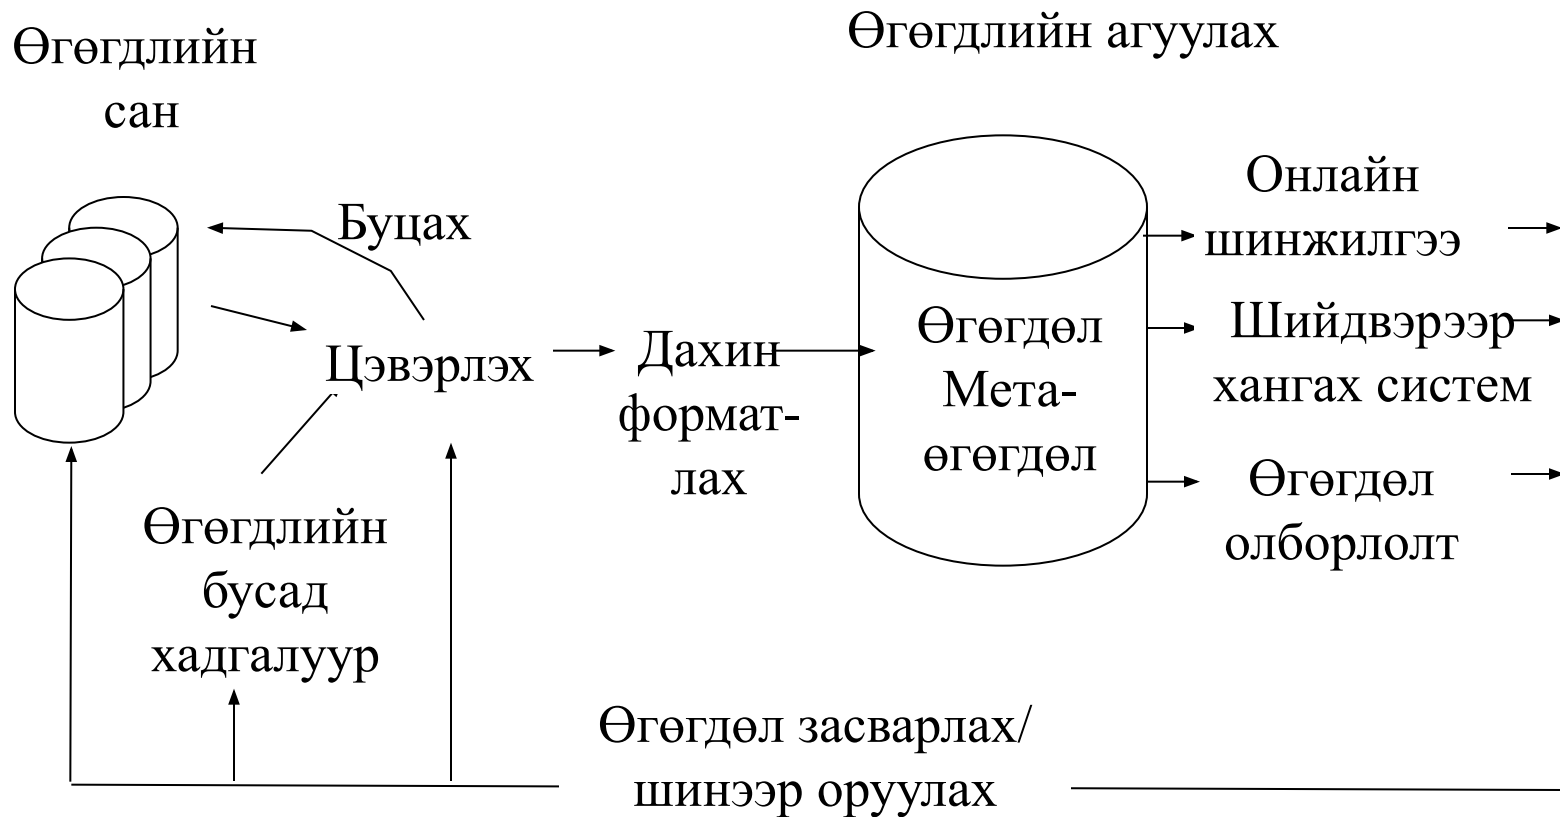 Өгөгдлийн
сан
Өгөгдлийн агуулах
Буцах
Цэвэрлэх
Дахин
формат-
лах
Өгөгдөл
Мета-
өгөгдөл
Онлайн
шинжилгээ
Шийдвэрээр
хангах систем
Өгөгдөл
олборлолт
Өгөгдлийн
бусад
хадгалуур
Өгөгдөл засварлах/
шинээр оруулах